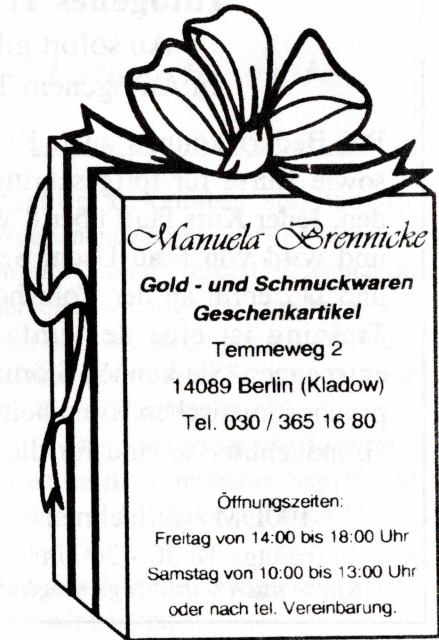 Manuela Brennicke
Gold - und Schmuckwaren
Geschenkartikel
Temmeweg 2
14089 Berlin (Kladow)
Tel. 030 / 365 16 80
Öffnungszeiten:
Freitag von 14:00 bis 18:00 Uhr
Samstag von 10:00 bis 13:00 Uhr
oder nach tel. Vereinbarung.